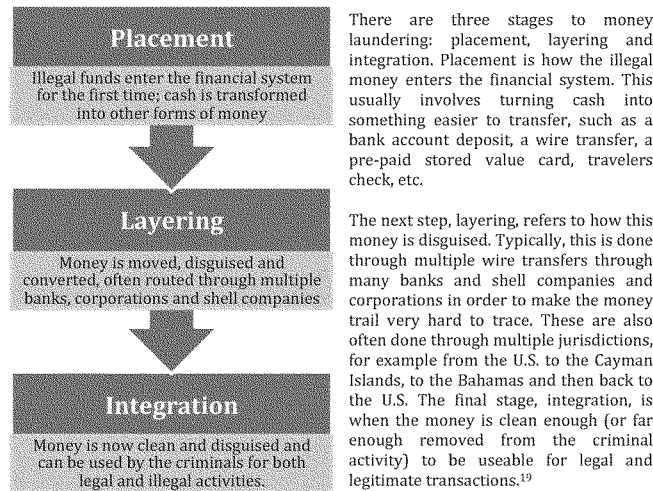 Placement
Illegal funds enter the financial system
for the first time; cash is transformed
into other forms of money
Layering
Money is moved, disguised and
converted, often routed through multiple
banks, corporations and shell companies
Integration
Money is now clean and disguised and
can be used by the criminals for both
legal and illegal activities.
There are three stages to money
laundering: placement, layering and
integration. Placement is how the illegal
money enters the financial system. This
usually involves turning cash into
something easier to transfer, such as a
bank account deposit, a wire transfer, a
pre-paid stored value card, travelers
check, etc.
The next step, layering, refers to how this
money is disguised. Typically, this is done
through multiple wire transfers through
many banks and shell companies and
corporations in order to make the money
trail very hard to trace. These are also
often done through multiple jurisdictions,
for example from the U.S. to the Cayman
Islands, to the Bahamas and then back to
the U.S. The final stage, integration, is
when the money is clean enough (or far
enough removed from the criminal
activity) to be useable for legal and
legitimate transactions.19